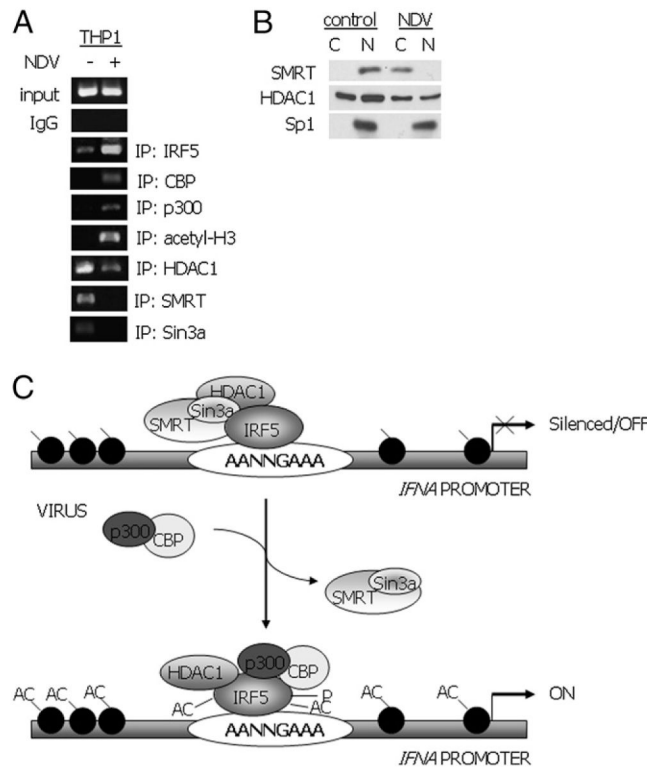 A
THP1
NDV - +
input
IgG
IP: IRF5
IP: CBP
IP: p300
IP: acetyl-H3
IP: HDAC1
IP: SMRT
IP: Sin3a
B
control NDV
C N C N
SMRT
HDAC1
Sp1
C
HDAC1
Sin3a
SMRT
IRF5
AANNGAAA
Silenced/OFF
IFNA PROMOTER
VIRUS
p300
CBP
Sin3a
SMRT
AC AC AC
HDAC1
p300
CBP
IRF5
P
AC
AC
AC AC
ON
AANNGAAA
IFNA PROMOTER